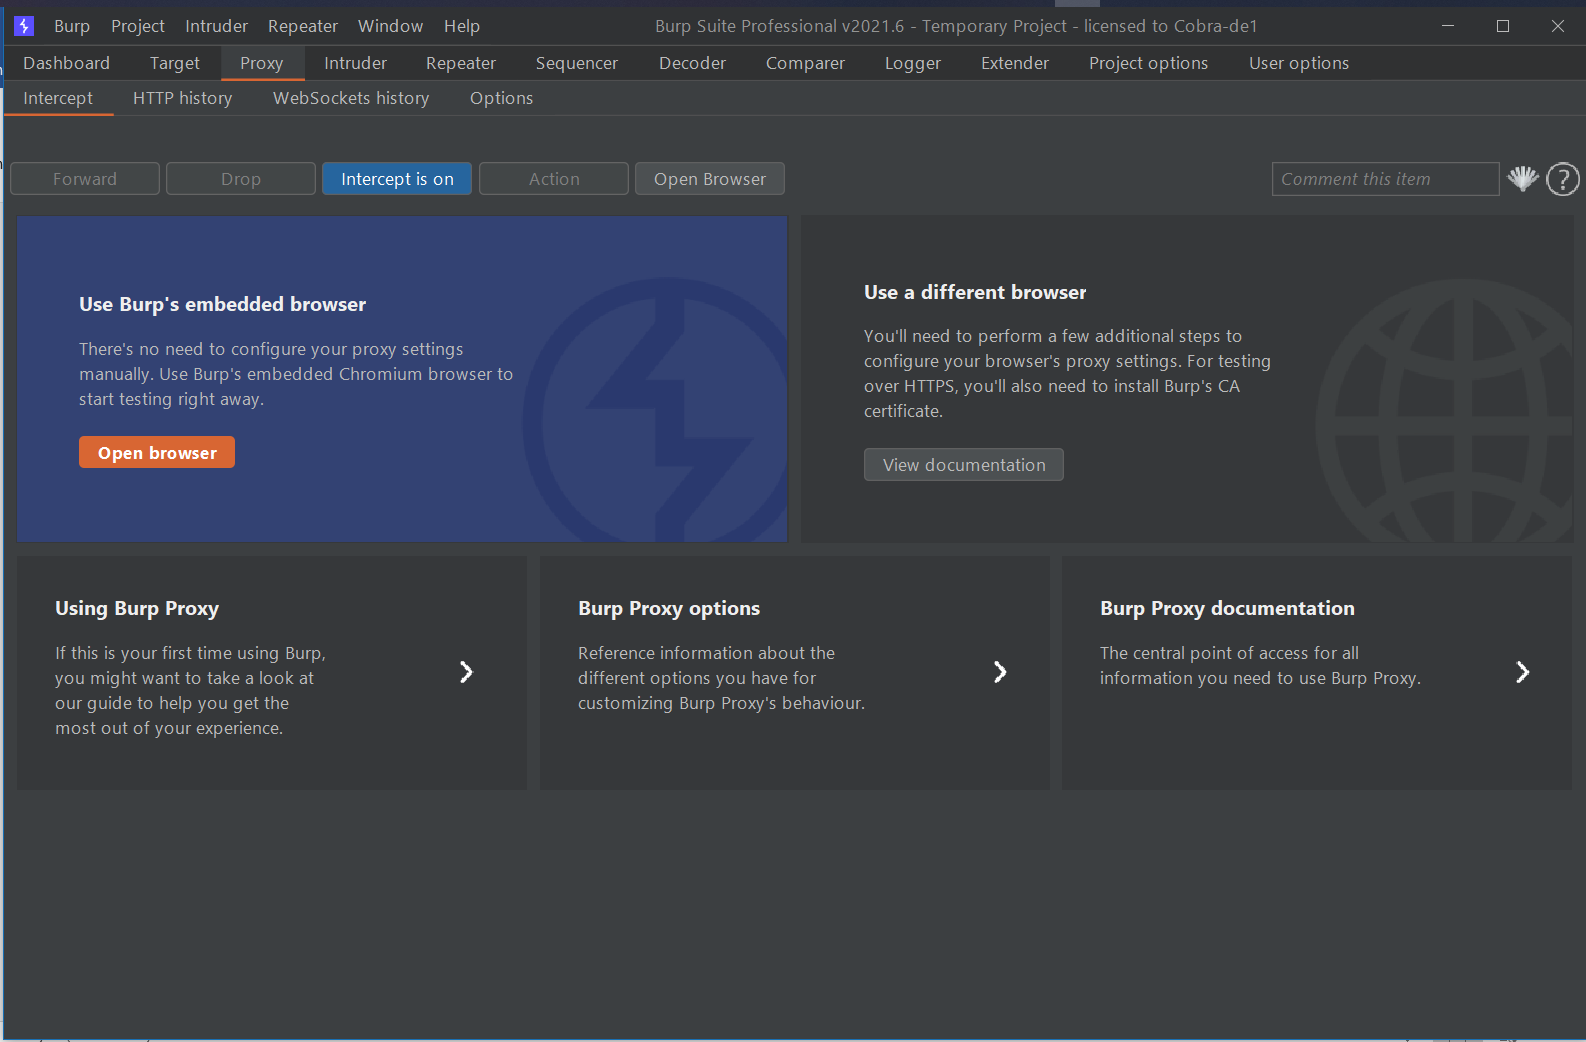 Burp Project Intruder Repeater Window Help Burp Suite Professional v2021.6 - Temporary Project - licensed to Cobra-de1
Dashboard Target Proxy Intruder Repeater Sequencer Decoder Comparer Logger Extender Project options User options
Intercept HTTP history WebSockets history Options
Forward Drop Intercept is on Action Open Browser Comment this item ?
Use Burp's embedded browser
There's no need to configure your proxy settings
manually. Use Burp's embedded Chromium browser to
start testing right away.
Open browser
Use a different browser
You'll need to perform a few additional steps to
configure your browser's proxy settings. For testing
over HTTPS, you'll also need to install Burp's CA
certificate.
View documentation
Using Burp Proxy
If this is your first time using Burp,
you might want to take a look at
our guide to help you get the
most out of your experience.
Burp Proxy options
Reference information about the
different options you have for
customizing Burp Proxy's behaviour.
Burp Proxy documentation
The central point of access for all
information you need to use Burp Proxy.